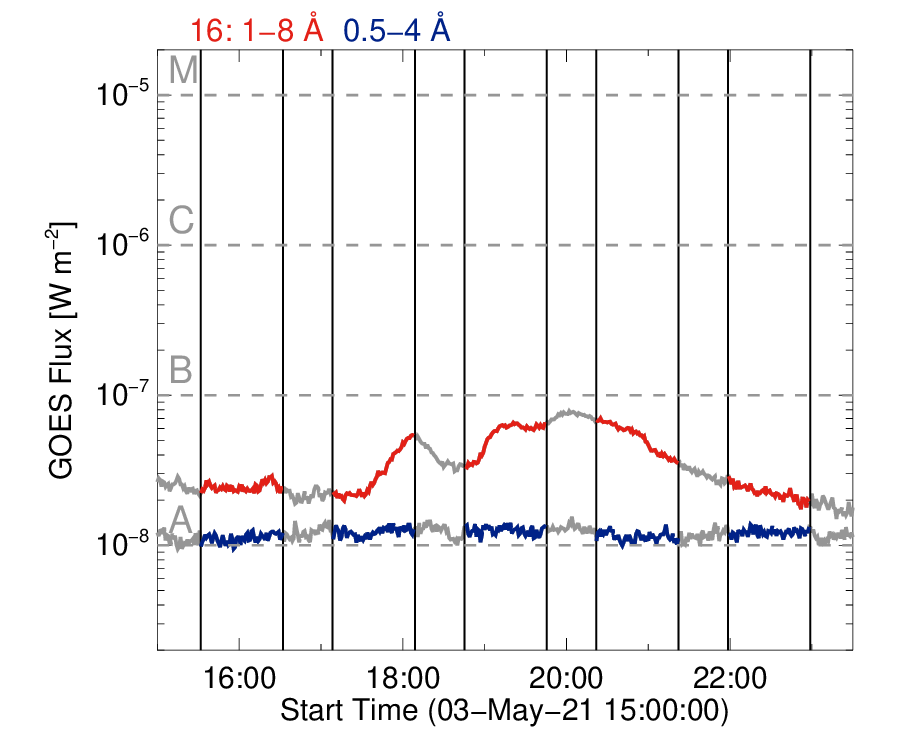 16: 1−8 Å 0.5−4 Å
M
10−5
C
10−6
B
10−7
A
10−8
GOES Flux [W m−2]
16:00 18:00 20:00 22:00
Start Time (03−May−21 15:00:00)